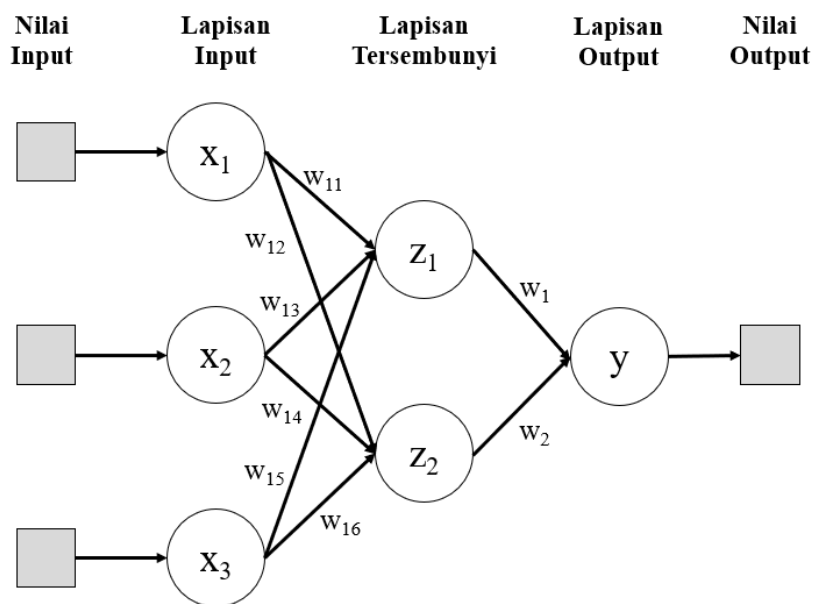 Nilai Input
Lapisan Input
Lapisan Tersembunyi
Lapisan Output
Nilai Output
x1
w11
w12
z1
w13
w1
x2
y
w14
w2
z2
w15
w16
x3